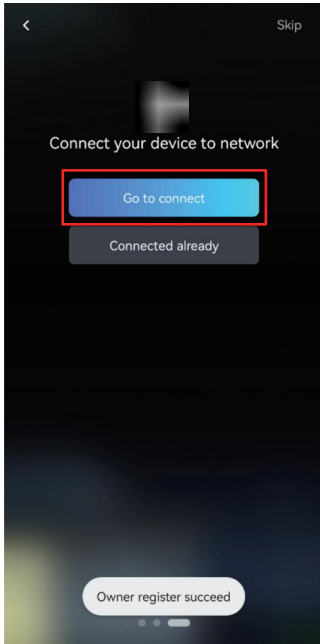 Skip
Connect your device to network
Go to connect
Connected already
Owner register succeed